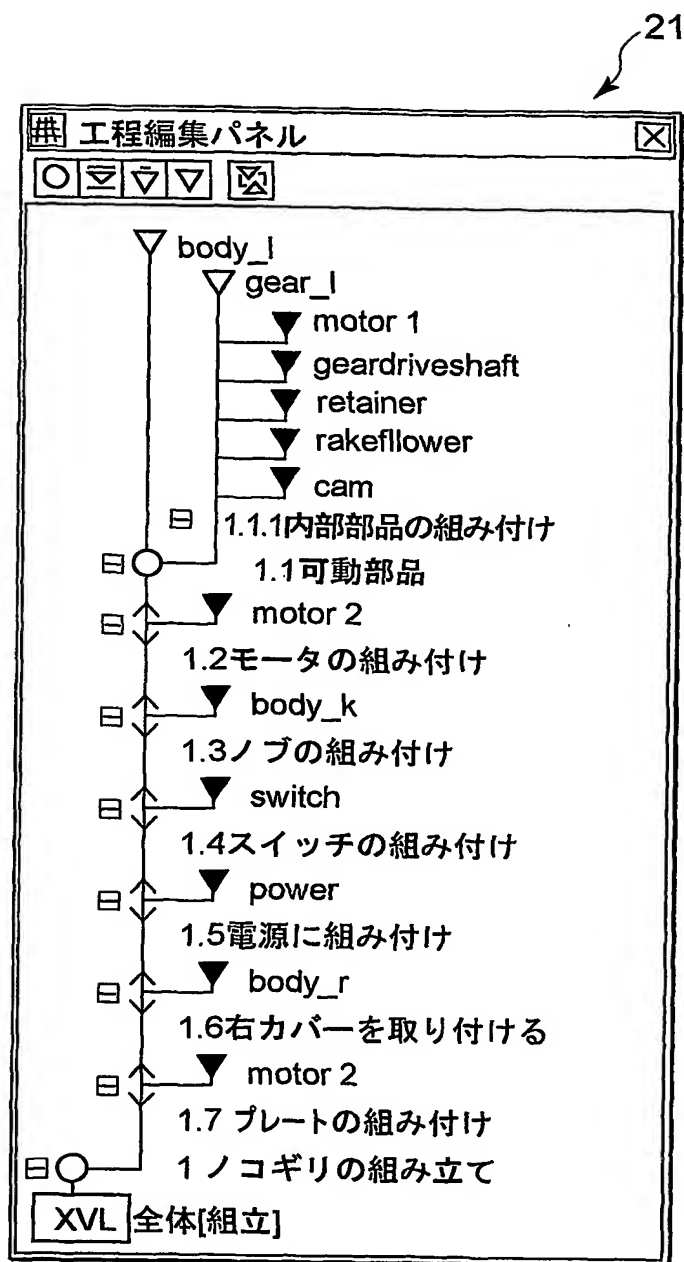 21
工程編集パネル
body_l
gear_l
motor 1
geardriveshaft
retainer
rakefllower
cam
1.1.1内部部品の組み付け
1.1可動部品
motor 2
1.2モータの組み付け
body_k
1.3ノブの組み付け
switch
1.4スイッチの組み付け
power
1.5電源に組み付け
body_r
1.6右カバーを取り付ける
motor 2
1.7 プレートの組み付け
1 ノコギリの組み立て
XVL 全体[組立]